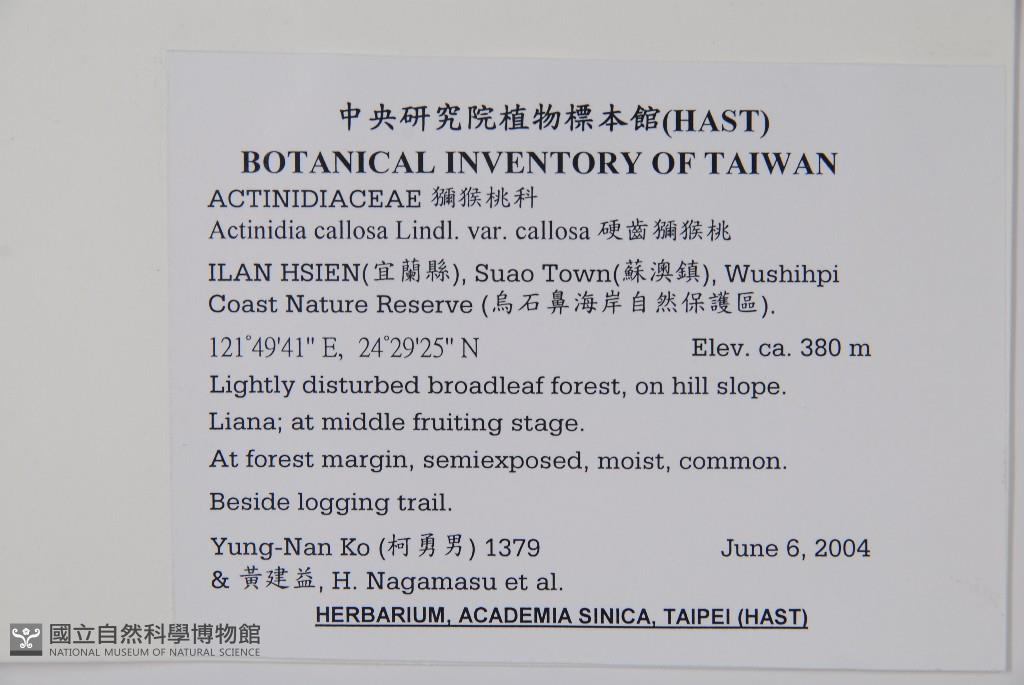 中央研究院植物標本館(HAST)
BOTANICAL INVENTORY OF TAIWAN
ACTINIDIACEAE 獼猴桃科
Actinidia callosa Lindl. var. callosa 硬齒獼猴桃
ILAN HSIEN(宜蘭縣), Suao Town(蘇澳鎮), Wushihpi
Coast Nature Reserve (烏石鼻海岸自然保護區).
121°49'41" E, 24°29'25" N Elev. ca. 380 m
Lightly disturbed broadleaf forest, on hill slope.
Liana; at middle fruiting stage.
At forest margin, semiexposed, moist, common.
Beside logging trail.
Yung-Nan Ko (柯勇男) 1379 June 6, 2004
& 黃建益, H. Nagamasu et al.
HERBARIUM, ACADEMIA SINICA, TAIPEI (HAST)
國立自然科學博物館
NATIONAL MUSEUM OF NATURAL SCIENCE